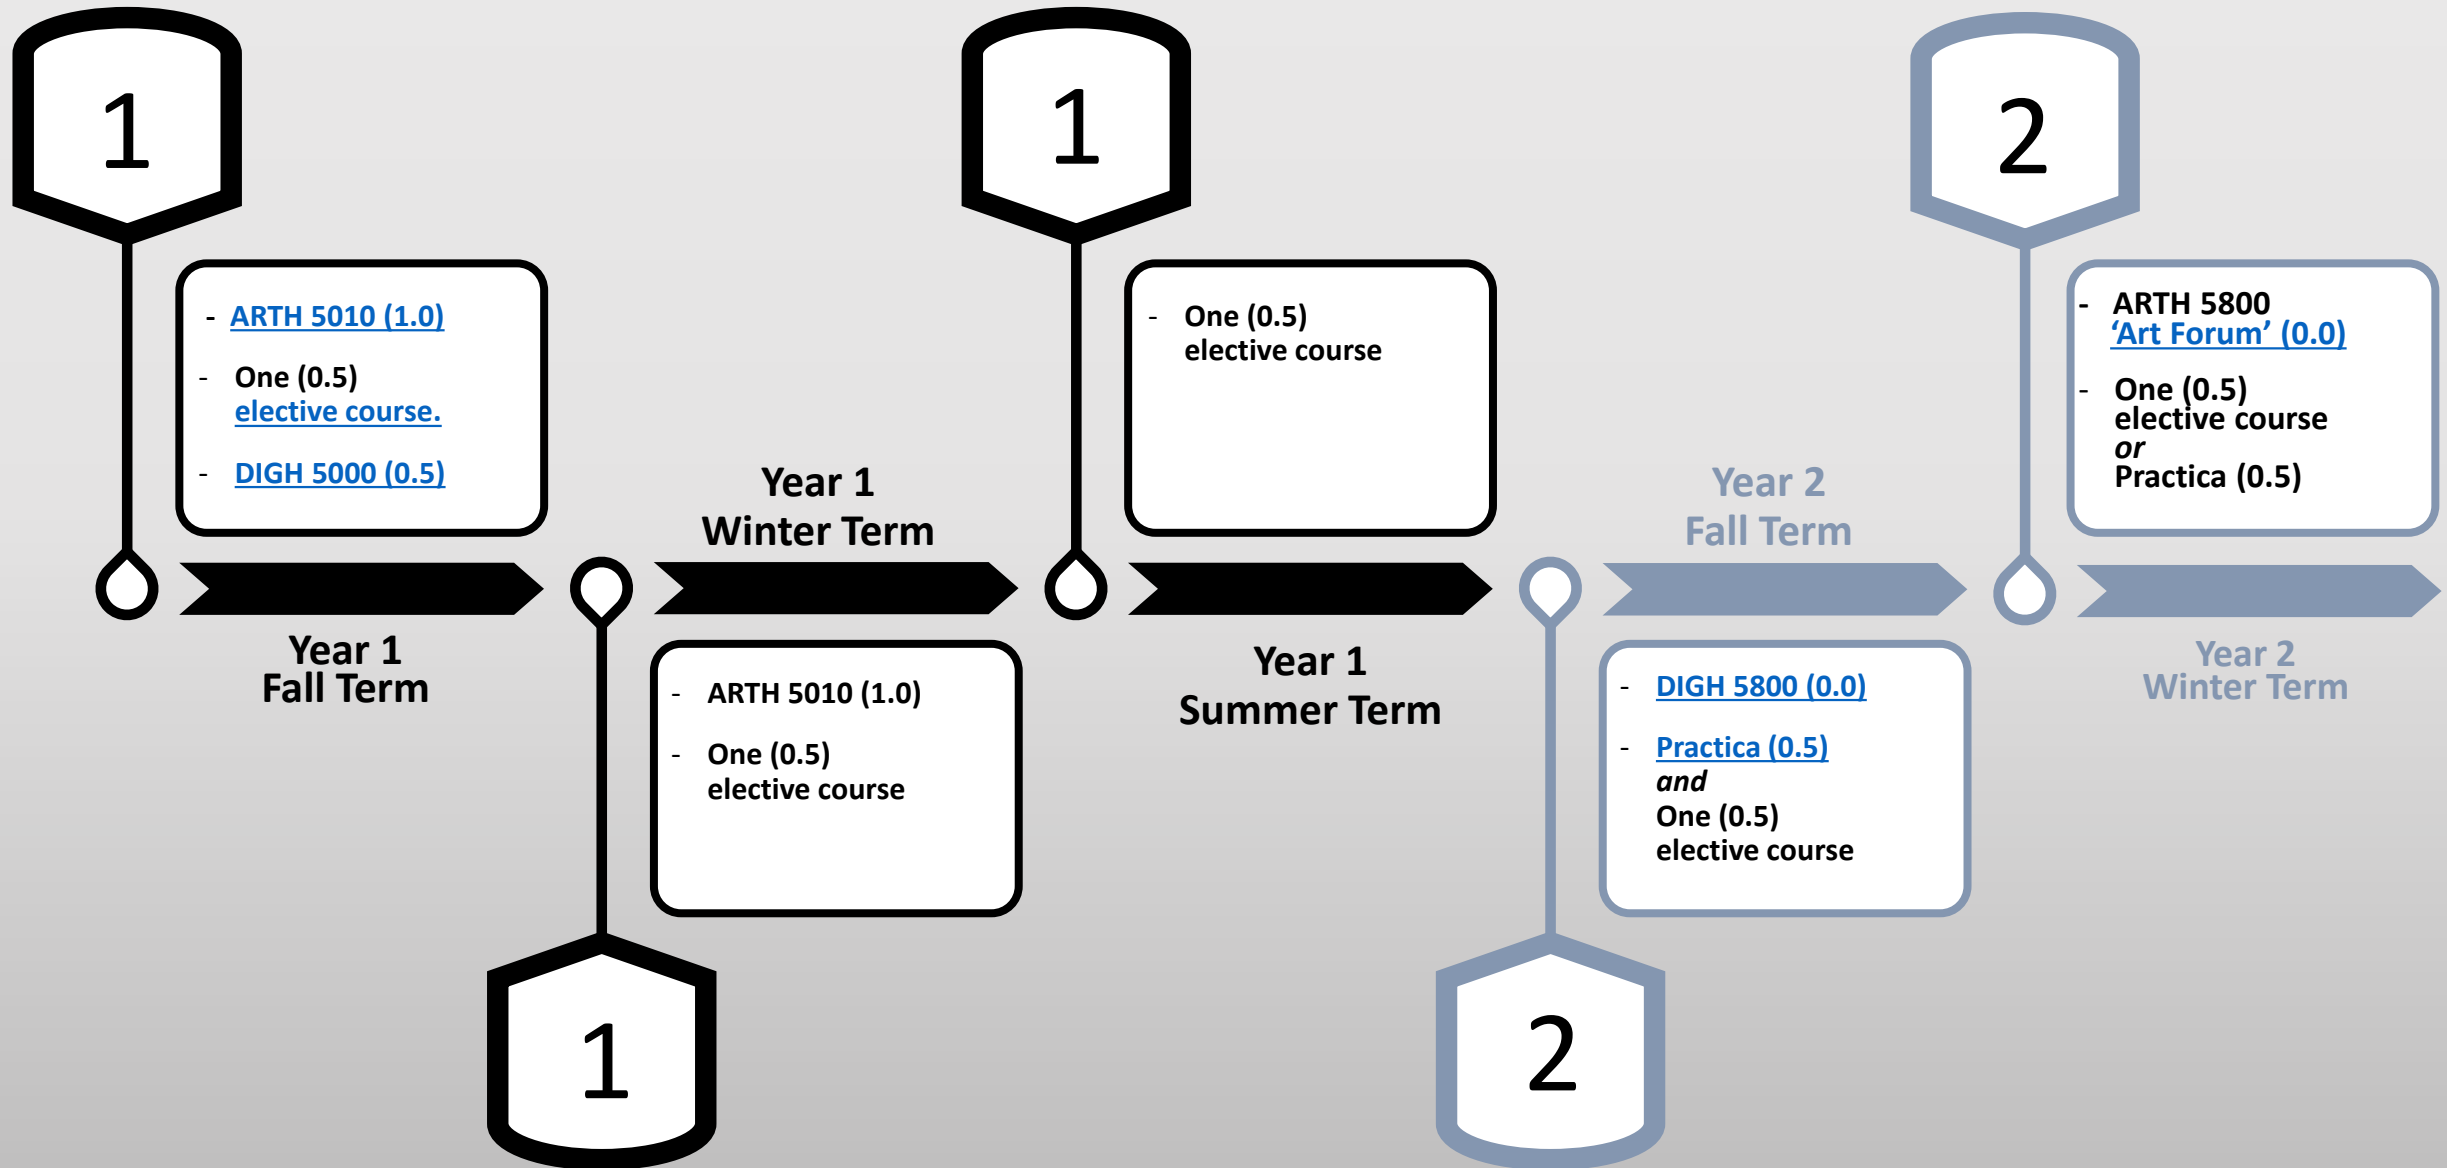 1
- ARTH 5010 (1.0)
- One (0.5)
elective course.
- DIGH 5000 (0.5)
Year 1
Fall Term
Year 1
Winter Term
- ARTH 5010 (1.0)
- One (0.5)
elective course
1
1
- One (0.5)
elective course
Year 1
Summer Term
Year 2
Fall Term
- DIGH 5800 (0.0)
- Practica (0.5)
and
One (0.5)
elective course
2
2
- ARTH 5800
‘Art Forum’ (0.0)
- One (0.5)
elective course
or
Practica (0.5)
Year 2
Winter Term